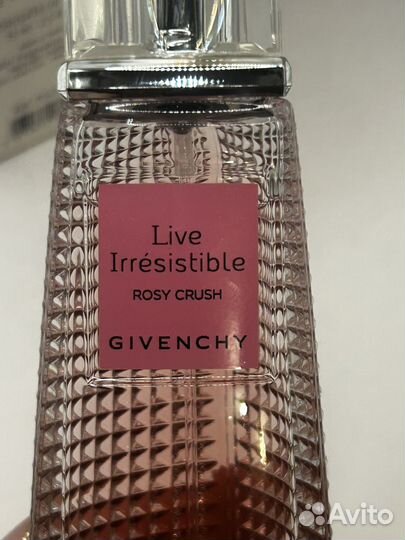 Live
Irrésistible
ROSY CRUSH
GIVENCHY
Avito